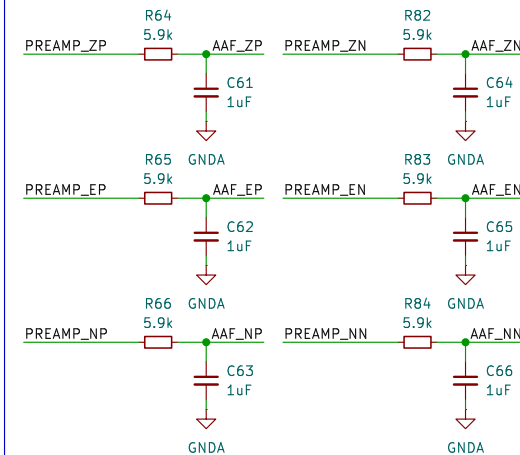 R64
5.9k
PREAMP_ZP
AAF_ZP
C61
1uF
GNDA
R82
5.9k
PREAMP_ZN
AAF_ZN
C64
1uF
GNDA
R65
5.9k
PREAMP_EP
AAF_EP
C62
1uF
GNDA
R83
5.9k
PREAMP_EN
AAF_EN
C65
1uF
GNDA
R66
5.9k
PREAMP_NP
AAF_NP
C63
1uF
GNDA
R84
5.9k
PREAMP_NN
AAF_NN
C66
1uF
GNDA